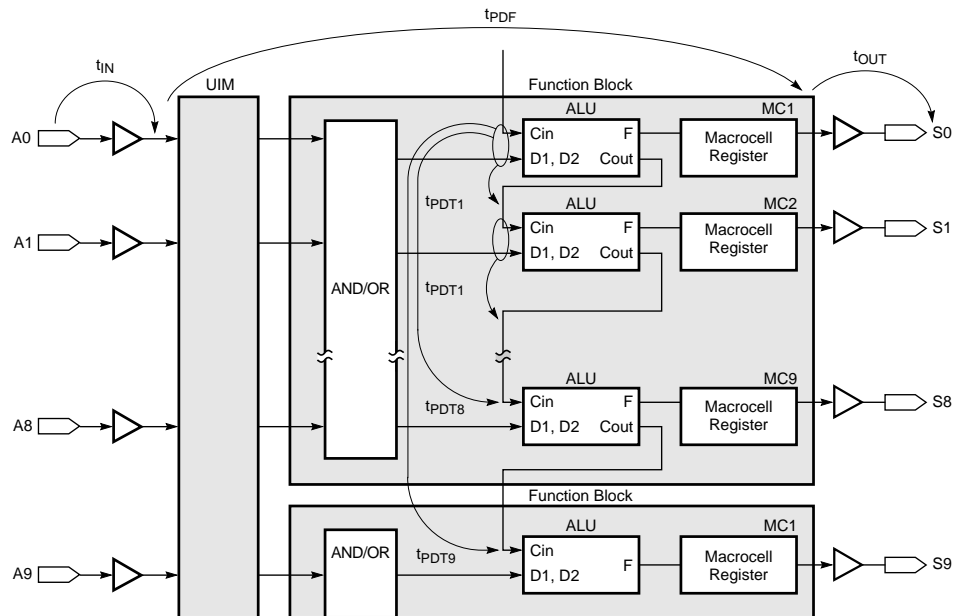 tPDF
tIN
tOUT
UIM
Function Block
ALU
MC1
A0
Cin
F
D1, D2
Cout
Macrocell
Register
S0
tPDT1
ALU
MC2
A1
Cin
F
D1, D2
Cout
Macrocell
Register
S1
AND/OR
tPDT1
ALU
MC9
A8
tPDT8
Cin
F
D1, D2
Cout
Macrocell
Register
S8
Function Block
ALU
MC1
A9
AND/OR
tPDT9
Cin
F
D1, D2
Macrocell
Register
S9